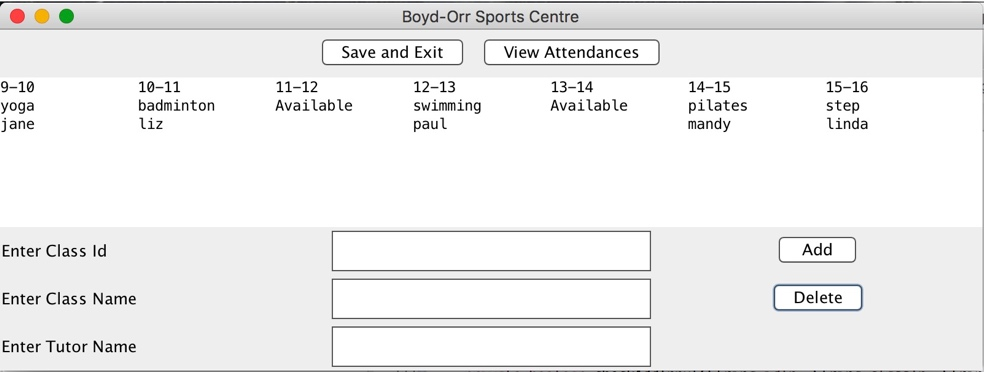 Boyd-Orr Sports Centre
Save and Exit View Attendances
9-10 10-11 11-12 12-13 13-14 14-15 15-16
yoga badminton Available swimming Available pilates step
jane liz paul mandy linda
Enter Class Id Add
Enter Class Name Delete
Enter Tutor Name